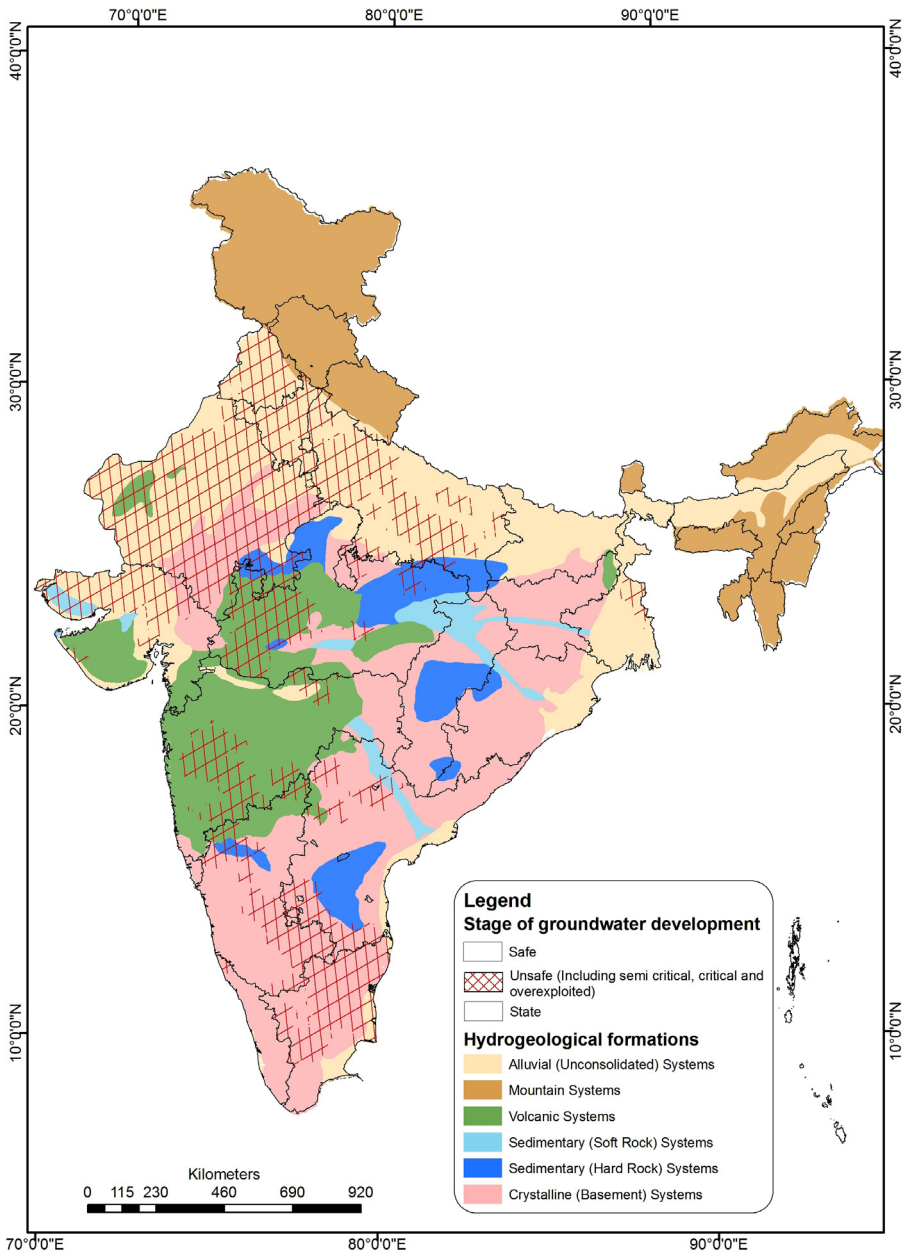 70°0'0"E 80°0'0"E 90°0'0"E
40°0'0"N
40°0'0"N
30°0'0"N
30°0'0"N
20°0'0"N
20°0'0"N
10°0'0"N
10°0'0"N
Legend
Stage of groundwater development
Safe
Unsafe (Including semi critical, critical and
overexploited)
State
Hydrogeological formations
Alluvial (Unconsolidated) Systems
Mountain Systems
Volcanic Systems
Sedimentary (Soft Rock) Systems
Sedimentary (Hard Rock) Systems
Crystalline (Basement) Systems
Kilometers
0 115 230 460 690 920
70°0'0"E 80°0'0"E 90°0'0"E